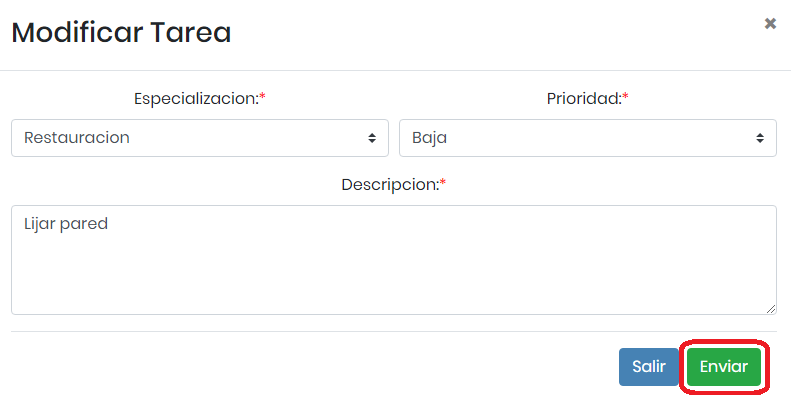 Modificar Tarea
Especializacion:* Prioridad:*
Restauracion Baja
Descripcion:*
Lijar pared
Salir Enviar